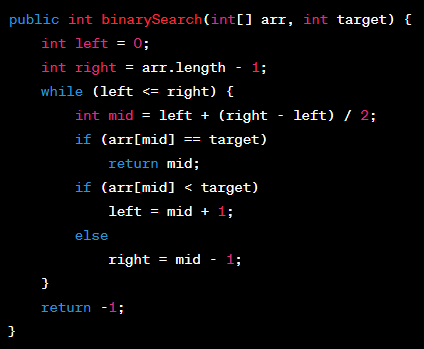 public int binarySearch(int[] arr, int target) {
    int left = 0;
    int right = arr.length - 1;
    while (left <= right) {
        int mid = left + (right - left) / 2;
        if (arr[mid] == target)
            return mid;
        if (arr[mid] < target)
            left = mid + 1;
        else
            right = mid - 1;
    }
    return -1;
}